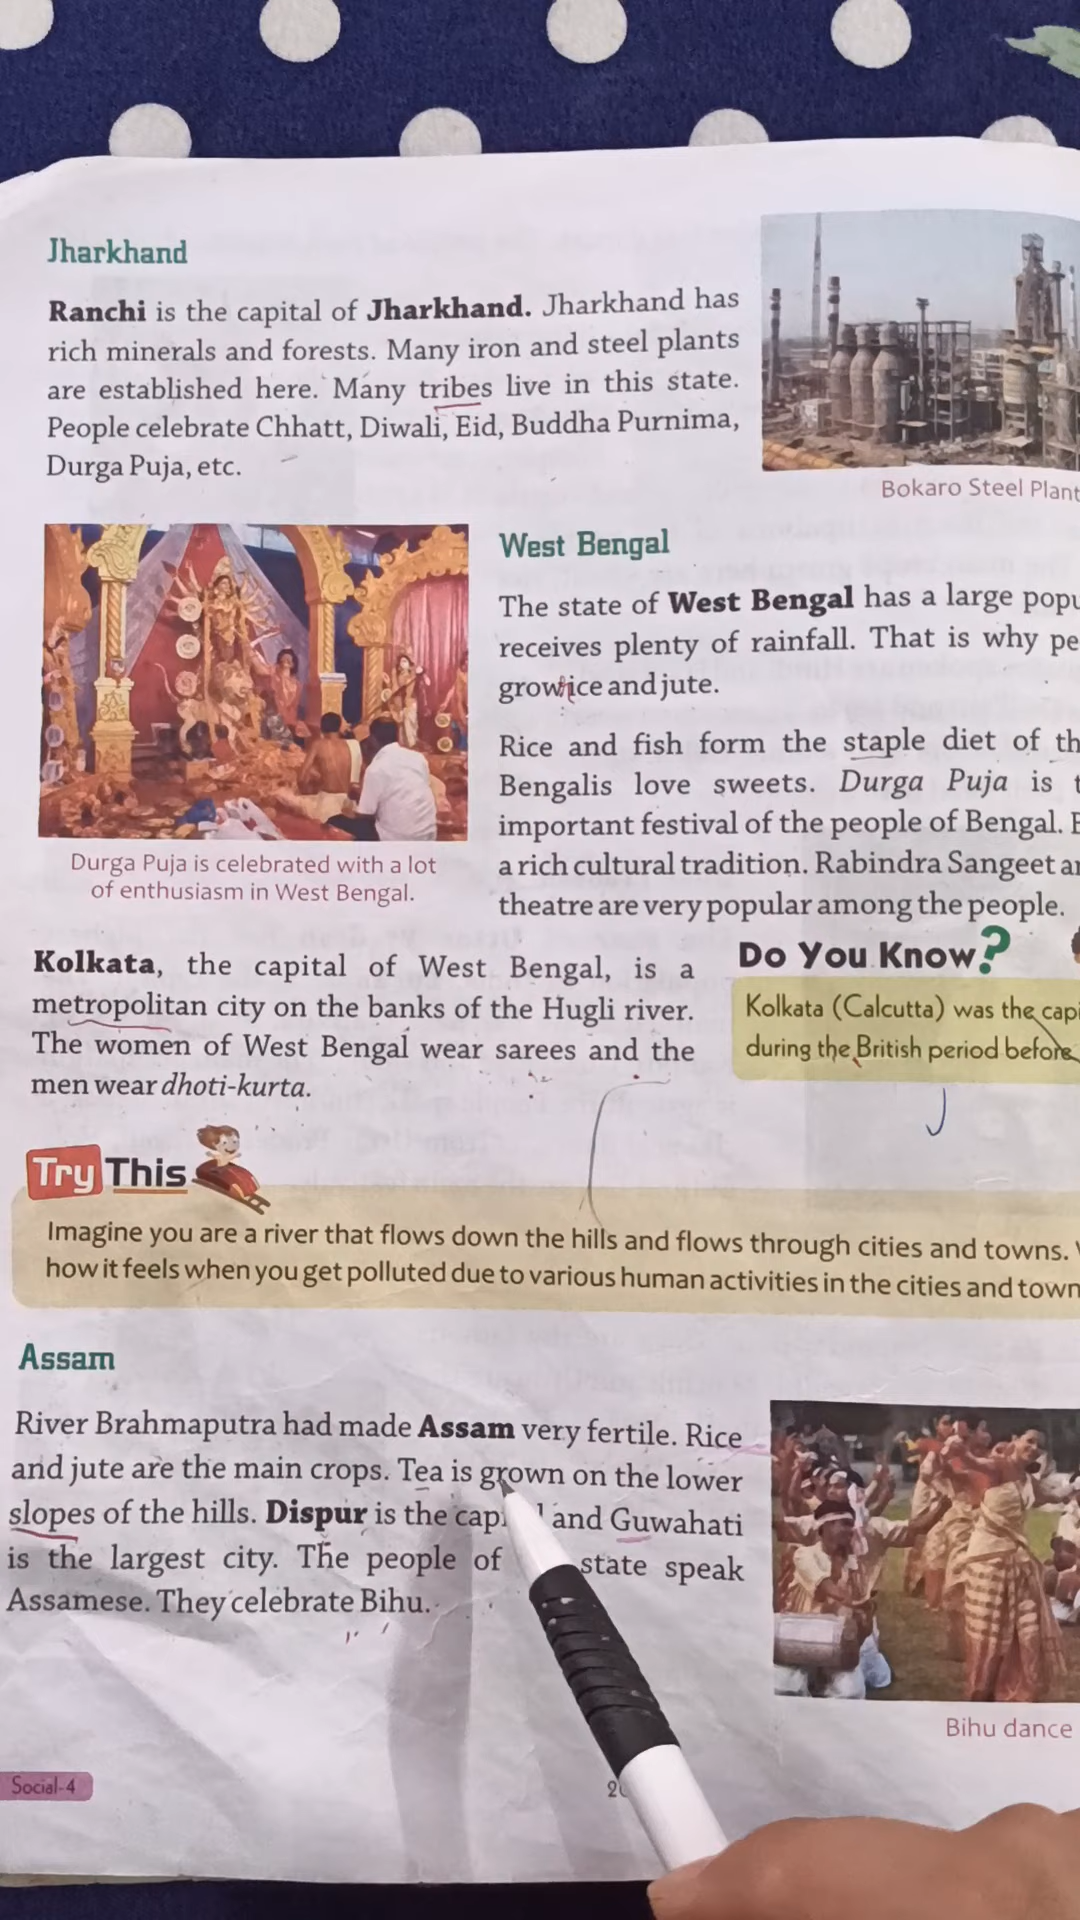 Jharkhand
Ranchi is the capital of Jharkhand. Jharkhand has
rich minerals and forests. Many iron and steel plants
are established here. Many tribes live in this state.
People celebrate Chhatt, Diwali, Eid, Buddha Purnima,
Durga Puja, etc.
Bokaro Steel Plant
West Bengal
The state of West Bengal has a large
receives plenty of rainfall. That is why
grow rice and jute.
Rice and fish form the staple diet of
Bengalis love sweets. Durga Puja is
important festival of the people of Bengal.
a rich cultural tradition. Rabindra Sangeet
theatre are very popular among the people.
Durga Puja is celebrated with a lot
of enthusiasm in West Bengal.
Kolkata, the capital of West Bengal, is a
metropolitan city on the banks of the Hugli river.
The women of West Bengal wear sarees and the
men wear dhoti-kurta.
Do You Know?
Kolkata (Calcutta) was the
during the British period before
Try This
Imagine you are a river that flows down the hills and flows through cities and towns.
how it feels when you get polluted due to various human activities in the cities and
Assam
River Brahmaputra had made Assam very fertile. Rice
and jute are the main crops. Tea is grown on the lower
slopes of the hills. Dispur is the and Guwahati
is the largest city. The people of state speak
Assamese. They celebrate Bihu.
Bihu dance
Social-4